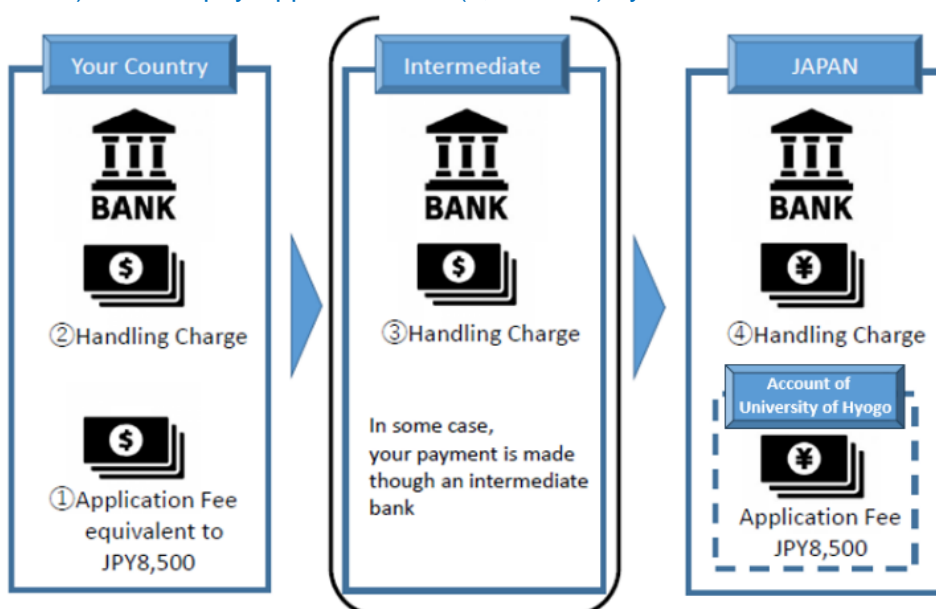 Your Country
BANK
$
②Handling Charge
$
①Application Fee
equivalent to
JPY8,500
Intermediate
BANK
$
③Handling Charge
In some case,
your payment is made
though an intermediate
bank
JAPAN
BANK
¥
④Handling Charge
Account of
University of Hyogo
¥
Application Fee
JPY8,500